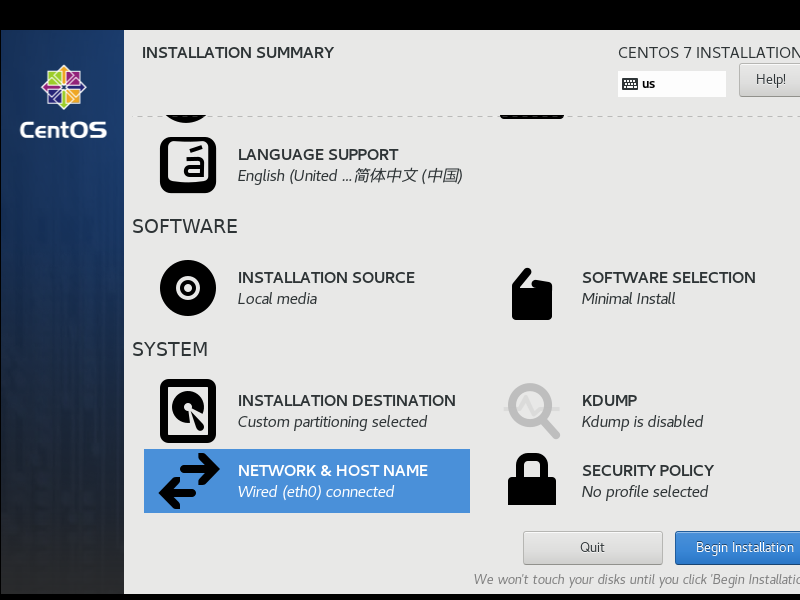 INSTALLATION SUMMARY
CENTOS 7 INSTALLATION
us
Help!
CentOS
LANGUAGE SUPPORT
English (United ...简体中文 (中国)
SOFTWARE
INSTALLATION SOURCE
Local media
SOFTWARE SELECTION
Minimal Install
SYSTEM
INSTALLATION DESTINATION
Custom partitioning selected
KDUMP
Kdump is disabled
NETWORK & HOST NAME
Wired (eth0) connected
SECURITY POLICY
No profile selected
Quit
Begin Installation
We won't touch your disks until you click 'Begin Installatio